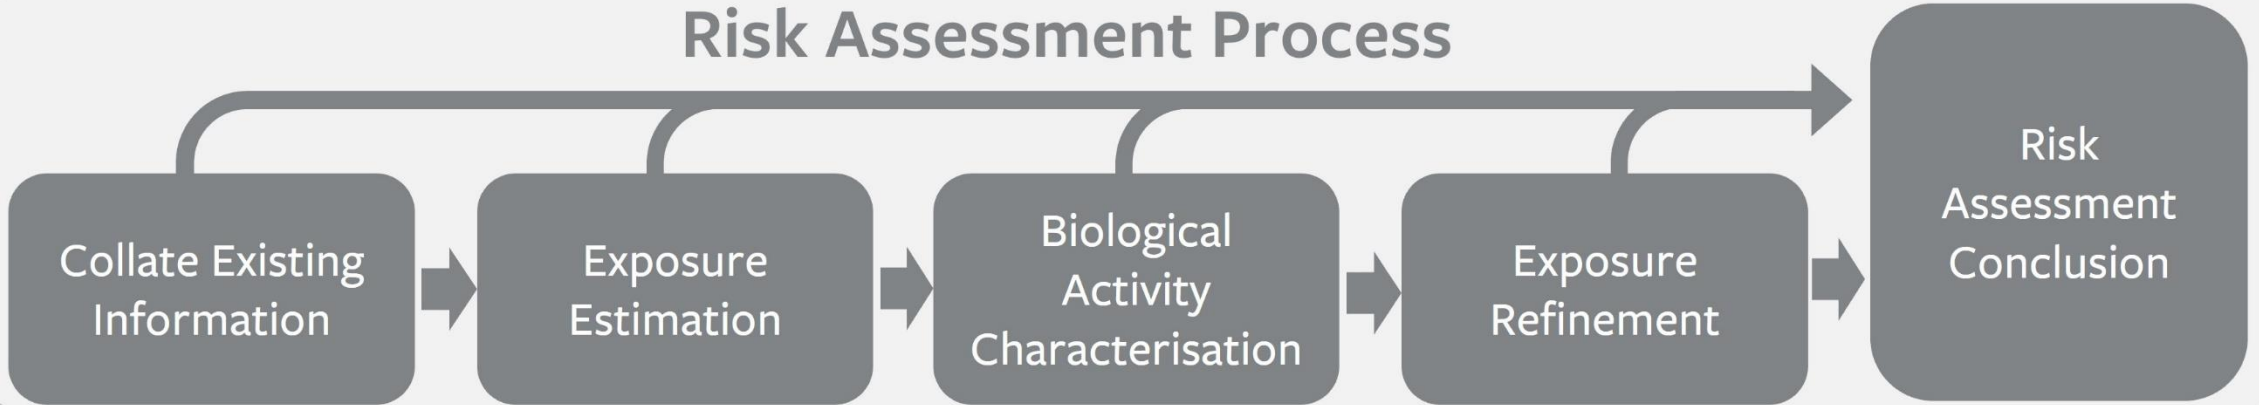 Risk Assessment Process
Collate Existing
Information
Exposure
Estimation
Biological
Activity
Characterisation
Exposure
Refinement
Risk
Assessment
Conclusion